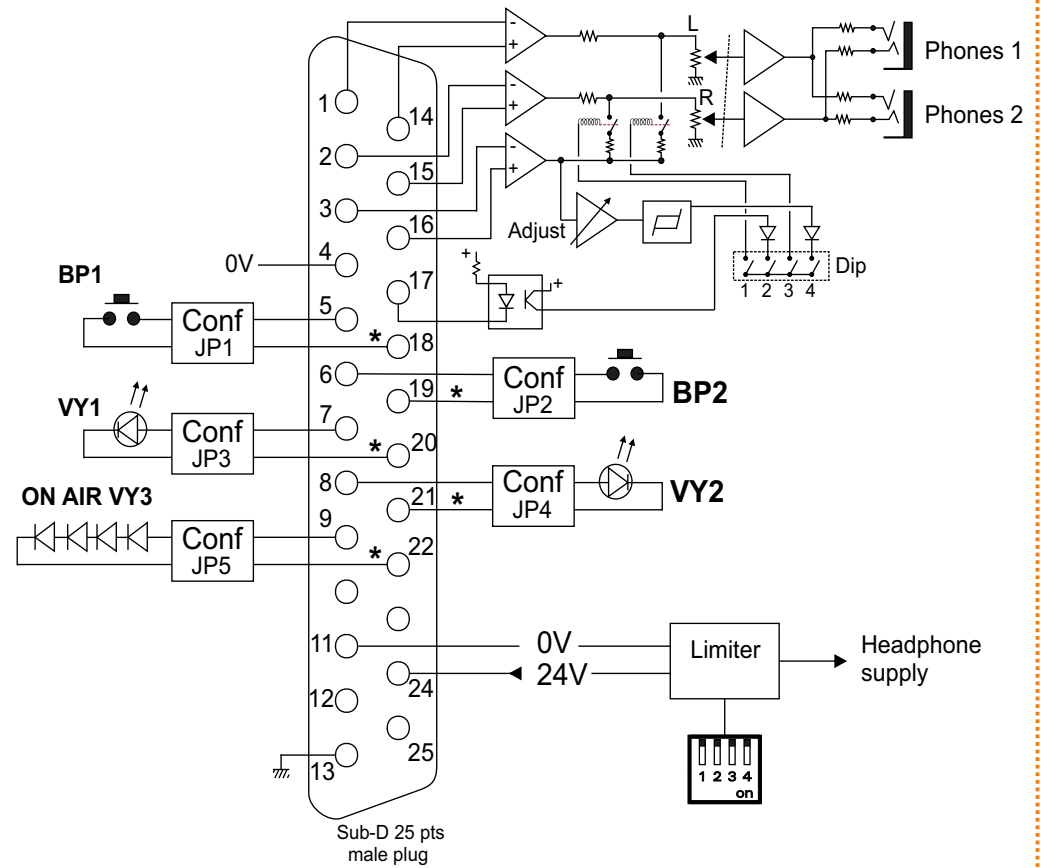 L
Phones 1
R
Phones 2
-
+
-
+
-
+
1
14
2
15
3
16
Adjust
Dip
1 2 3 4
0V
4
+
+
17
BP1
5
Conf
JP1
*
18
6
Conf
JP2
19
*
BP2
VY1
7
Conf
JP3
*
20
8
Conf
JP4
21
*
VY2
ON AIR VY3
9
Conf
JP5
*
22
11
0V
24V
24
Limiter
Headphone
supply
12
25
13
1 2 3 4
on
Sub-D 25 pts
male plug